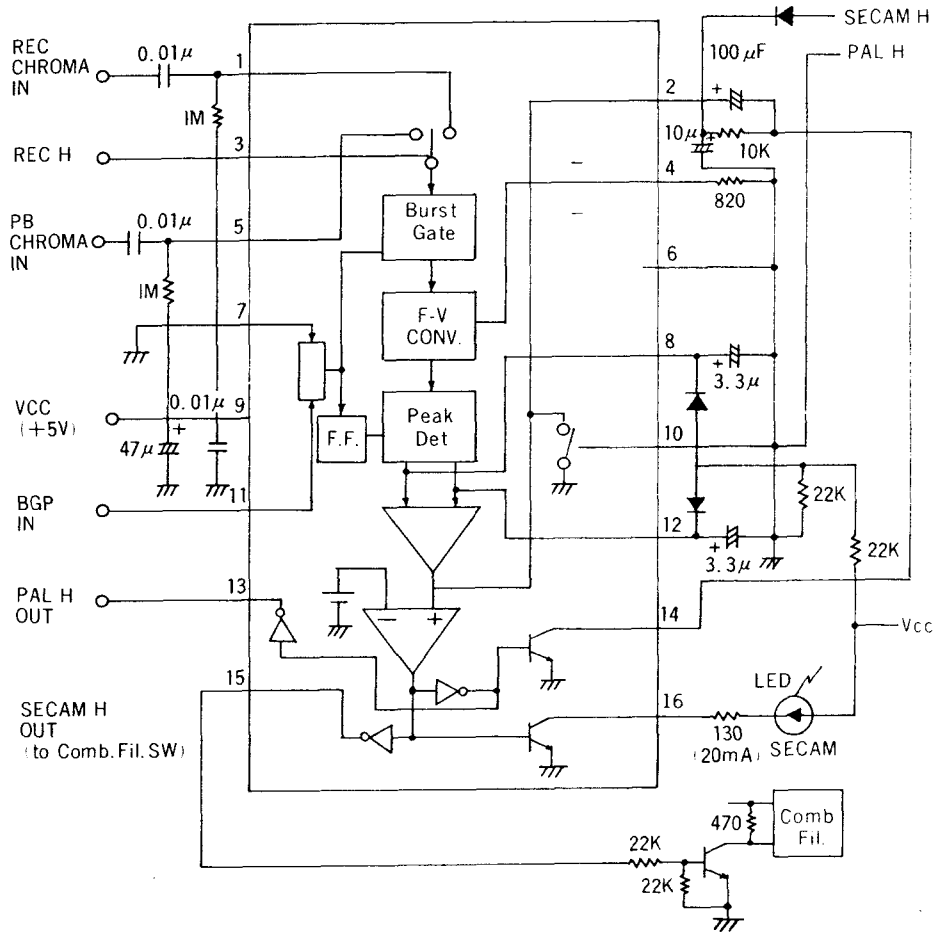 SECAM H
PAL H
REC
CHROMA
IN
0.01μ
1
100μF
2
1M
10μ
+
10K
REC H
3
4
820
Burst
Gate
PB
CHROMA
IN
0.01μ
5
6
1M
F-V
CONV.
7
8
+
3.3μ
VCC
(+5V)
0.01μ
9
+
47μ
F.F.
Peak
Det
10
22K
BGP
IN
11
12
+
3.3μ
22K
PAL H
OUT
13
− +
14
Vcc
15
SECAM H
OUT
(to Comb.Fil.SW)
16
LED
130
(20mA)
SECAM
470
Comb
Fil.
22K
22K